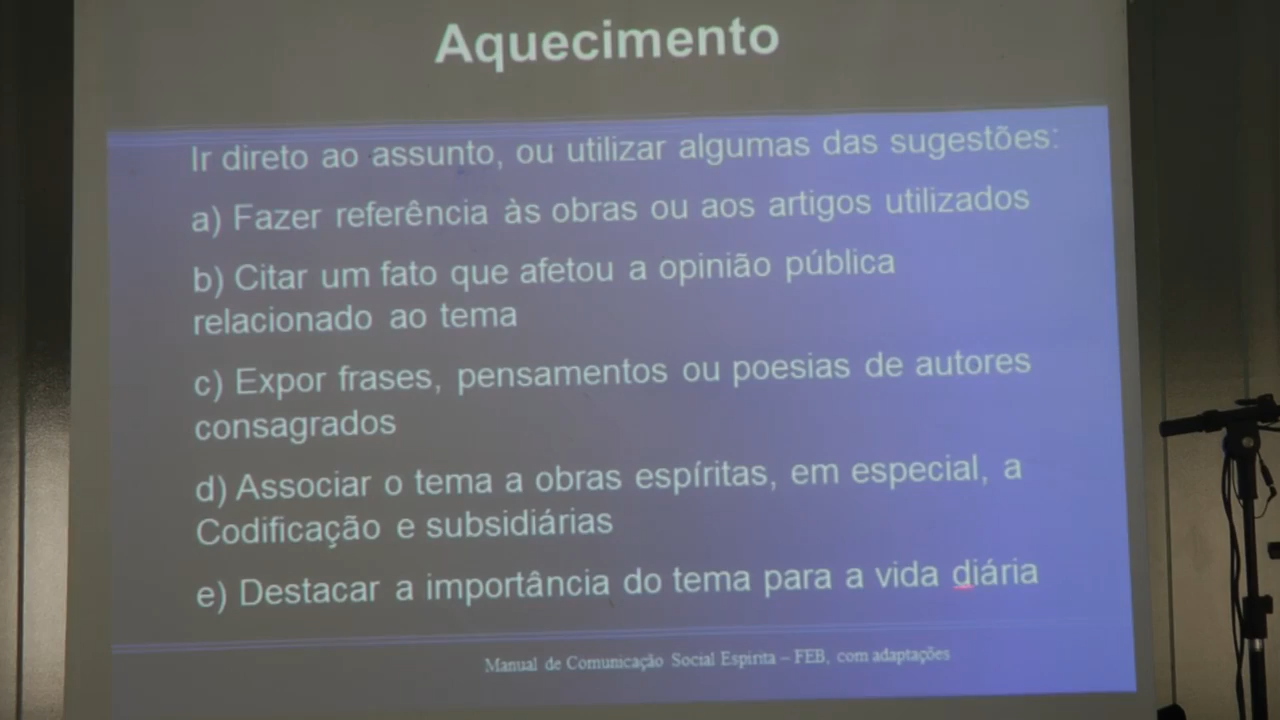 Aquecimento
Ir direto ao assunto, ou utilizar algumas das sugestões:
a) Fazer referência às obras ou aos artigos utilizados
b) Citar um fato que afetou a opinião pública
relacionado ao tema
c) Expor frases, pensamentos ou poesias de autores
consagrados
d) Associar o tema a obras espíritas, em especial, a
Codificação e subsidiárias
e) Destacar a importância do tema para a vida diária
Manual de Comunicação Social Espírita – FEB, com adaptações